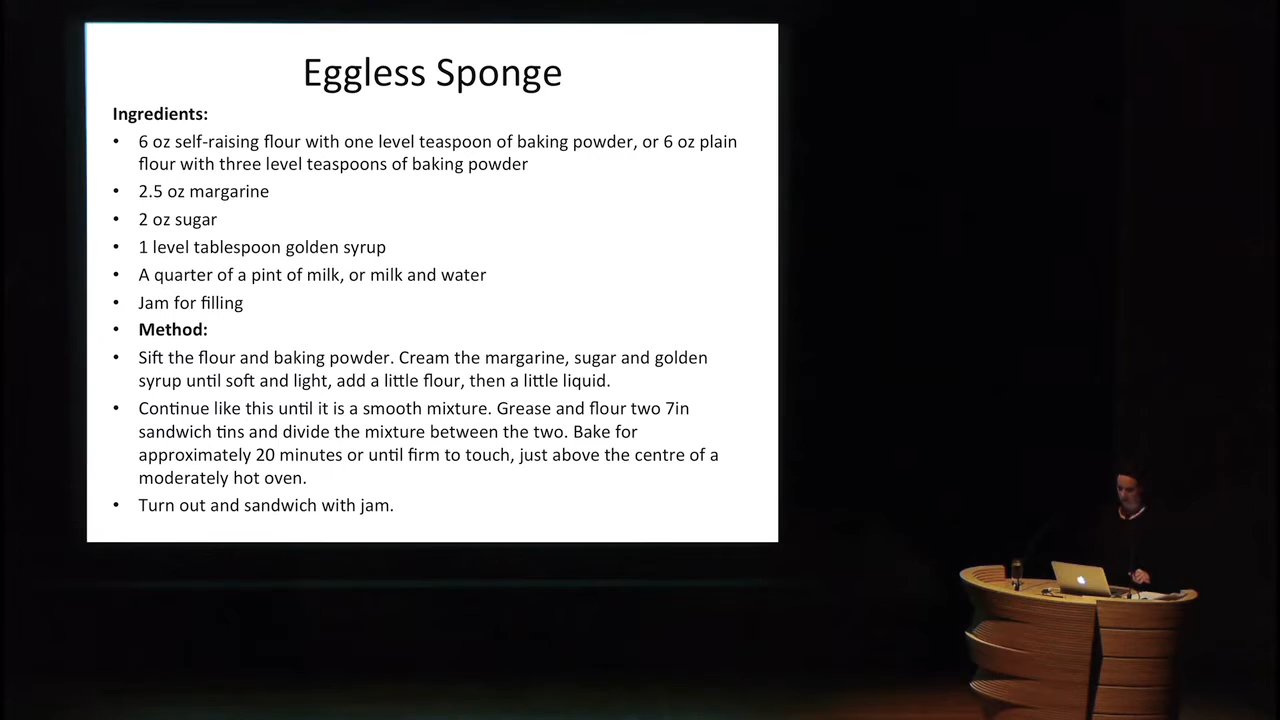 Eggless Sponge
Ingredients:
• 6 oz self-raising flour with one level teaspoon of baking powder, or 6 oz plain
flour with three level teaspoons of baking powder
• 2.5 oz margarine
• 2 oz sugar
• 1 level tablespoon golden syrup
• A quarter of a pint of milk, or milk and water
• Jam for filling
• Method:
• Sift the flour and baking powder. Cream the margarine, sugar and golden
syrup until soft and light, add a little flour, then a little liquid.
• Continue like this until it is a smooth mixture. Grease and flour two 7in
sandwich tins and divide the mixture between the two. Bake for
approximately 20 minutes or until firm to touch, just above the centre of a
moderately hot oven.
• Turn out and sandwich with jam.